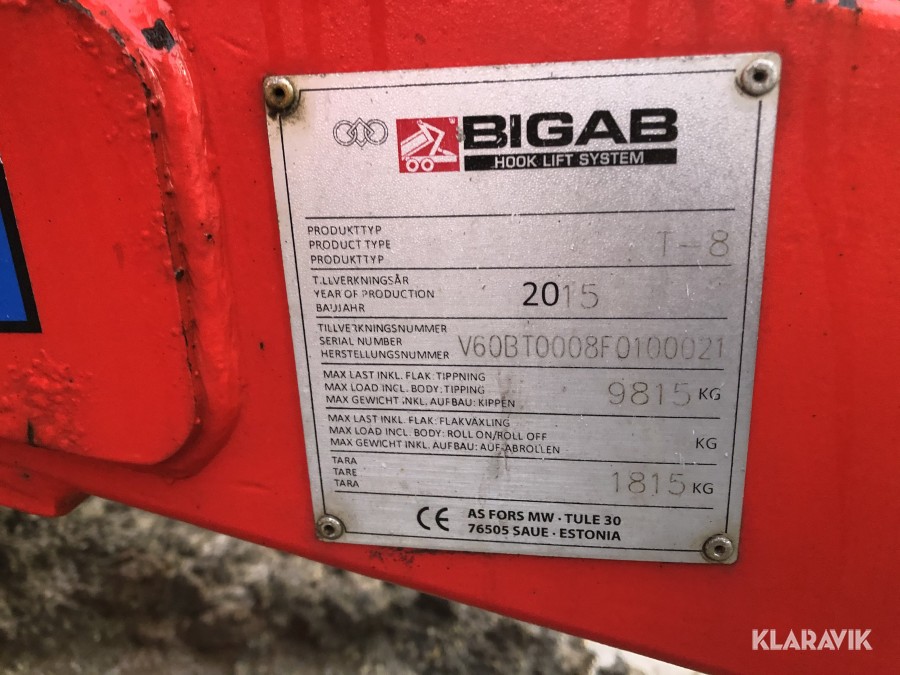 BIGAB
HOOK LIFT SYSTEM
PRODUKTTYP
PRODUCT TYPE T-8
PRODUKTTYP
TILLVERKNINGSÅR
YEAR OF PRODUCTION 2015
BAUJAHR
TILLVERKNINGSNUMMER
SERIAL NUMBER V60BT0008F0100021
HERSTELLUNGSNUMMER
MAX LAST INKL. FLAK: TIPPNING
MAX LOAD INCL. BODY: TIPPING 9815 KG
MAX GEWICHT INKL. AUFBAU: KIPPEN
MAX LAST INKL. FLAK: FLAKVÄXLING
MAX LOAD INCL. BODY: ROLL ON/ROLL OFF KG
MAX GEWICHT INKL. AUFBAU: AUF-ABROLLEN
TARA
TARE 1815 KG
TARA
CE AS FORS MW · TULE 30
76505 SAUE · ESTONIA
KLARAVIK